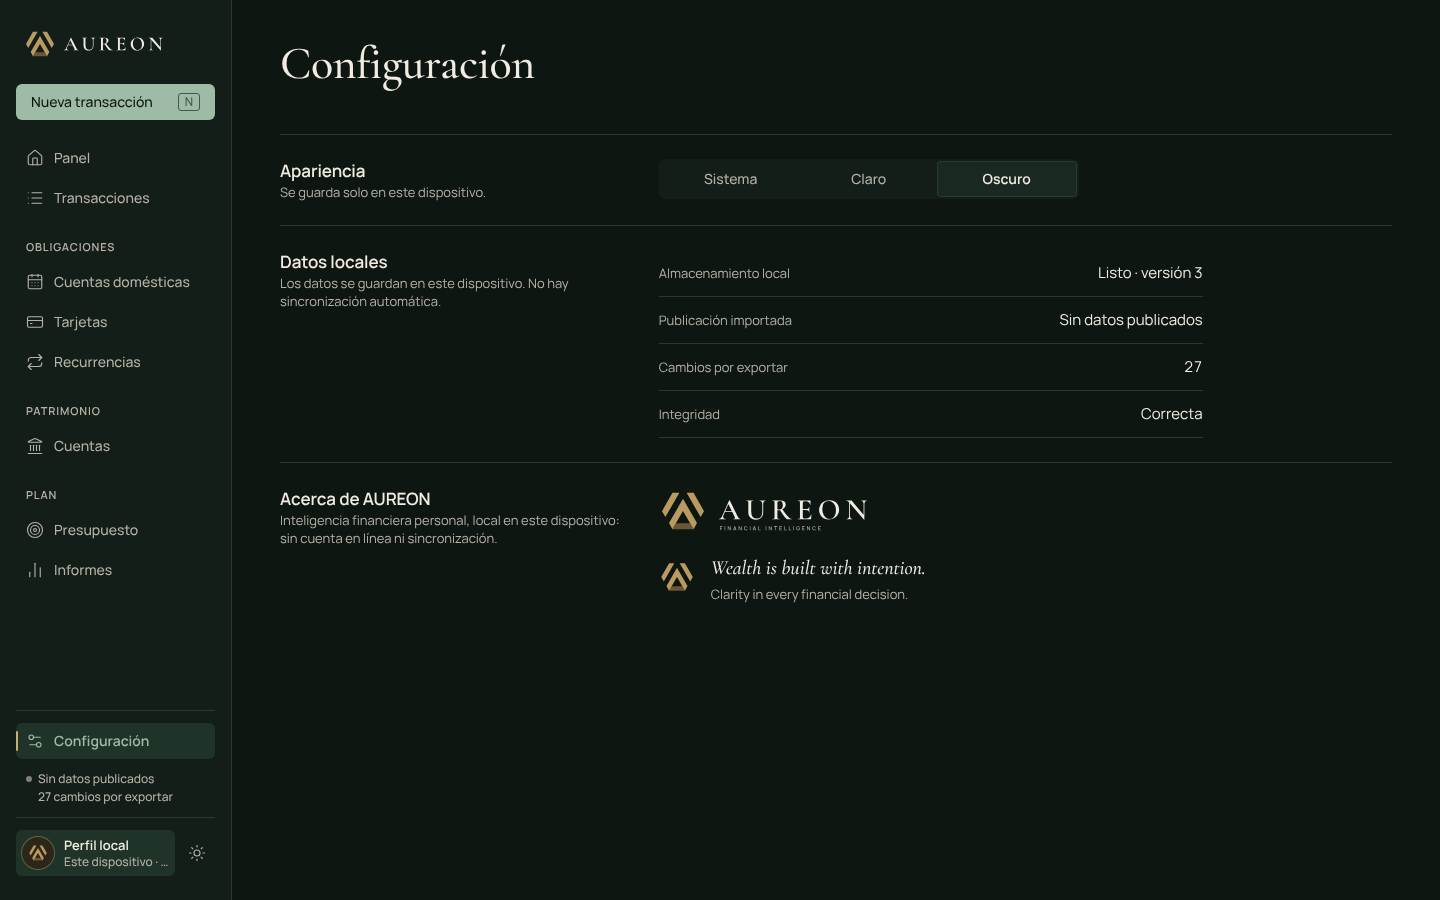 AUREON
Nueva transacción N
Panel
Transacciones
OBLIGACIONES
Cuentas domésticas
Tarjetas
Recurrencias
PATRIMONIO
Cuentas
PLAN
Presupuesto
Informes
Configuración
Sin datos publicados
27 cambios por exportar
Perfil local
Este dispositivo · ...
Configuración
Apariencia
Se guarda solo en este dispositivo.
Sistema Claro Oscuro
Datos locales
Los datos se guardan en este dispositivo. No hay
sincronización automática.
Almacenamiento local Listo · versión 3
Publicación importada Sin datos publicados
Cambios por exportar 27
Integridad Correcta
Acerca de AUREON
Inteligencia financiera personal, local en este dispositivo:
sin cuenta en línea ni sincronización.
AUREON
FINANCIAL INTELLIGENCE
Wealth is built with intention.
Clarity in every financial decision.